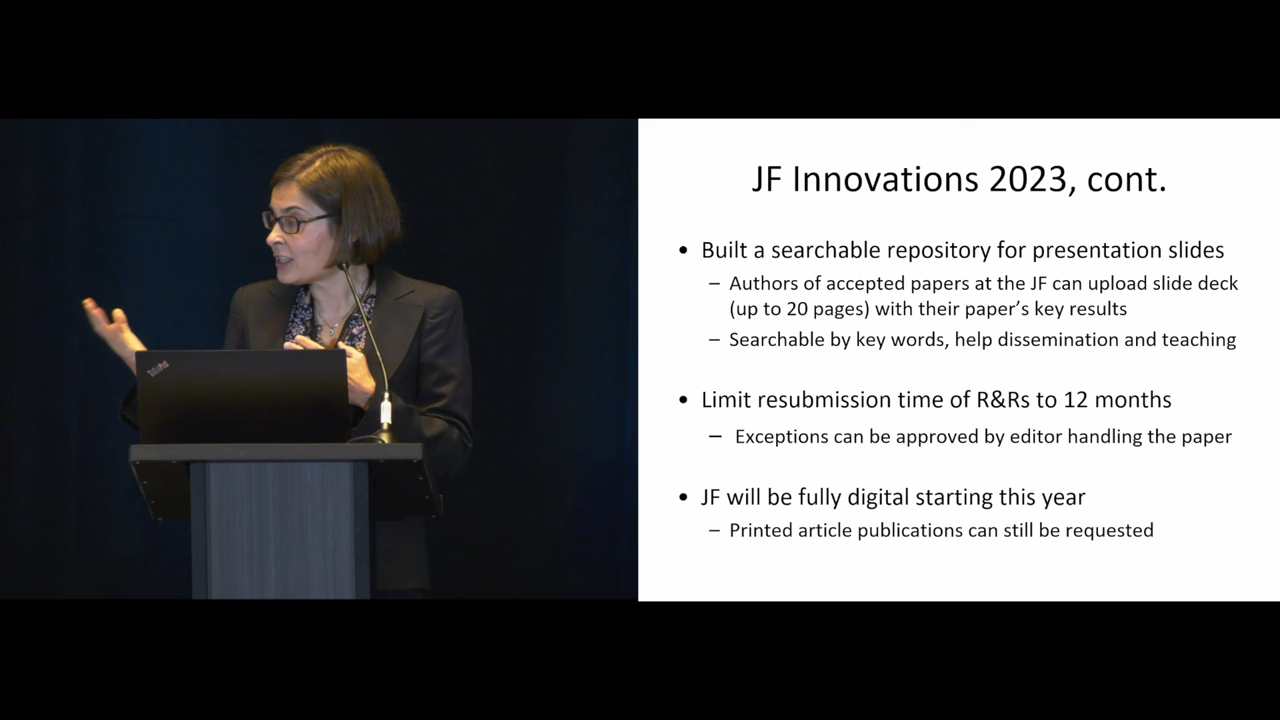 JF Innovations 2023, cont.
• Built a searchable repository for presentation slides
– Authors of accepted papers at the JF can upload slide deck
(up to 20 pages) with their paper's key results
– Searchable by key words, help dissemination and teaching
• Limit resubmission time of R&Rs to 12 months
– Exceptions can be approved by editor handling the paper
• JF will be fully digital starting this year
– Printed article publications can still be requested
ThinkPad